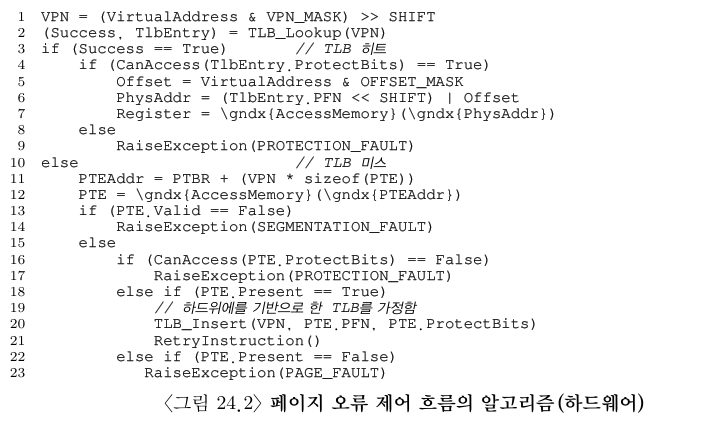 1 VPN = (VirtualAddress & VPN_MASK) >> SHIFT
2 (Success, TlbEntry) = TLB_Lookup(VPN)
3 if (Success == True) // TLB 히트
4 if (CanAccess(TlbEntry.ProtectBits) == True)
5 Offset = VirtualAddress & OFFSET_MASK
6 PhysAddr = (TlbEntry.PFN << SHIFT) | Offset
7 Register = \gndx{AccessMemory}(\gndx{PhysAddr})
8 else
9 RaiseException(PROTECTION_FAULT)
10 else // TLB 미스
11 PTEAddr = PTBR + (VPN * sizeof(PTE))
12 PTE = \gndx{AccessMemory}(\gndx{PTEAddr})
13 if (PTE.Valid == False)
14 RaiseException(SEGMENTATION_FAULT)
15 else
16 if (CanAccess(PTE.ProtectBits) == False)
17 RaiseException(PROTECTION_FAULT)
18 else if (PTE.Present == True)
19 // 하드위에를 기반으로 한 TLB를 가정함
20 TLB_Insert(VPN, PTE.PFN, PTE.ProtectBits)
21 RetryInstruction()
22 else if (PTE.Present == False)
23 RaiseException(PAGE_FAULT)
〈그림 24.2〉 페이지 오류 제어 흐름의 알고리즘(하드웨어)